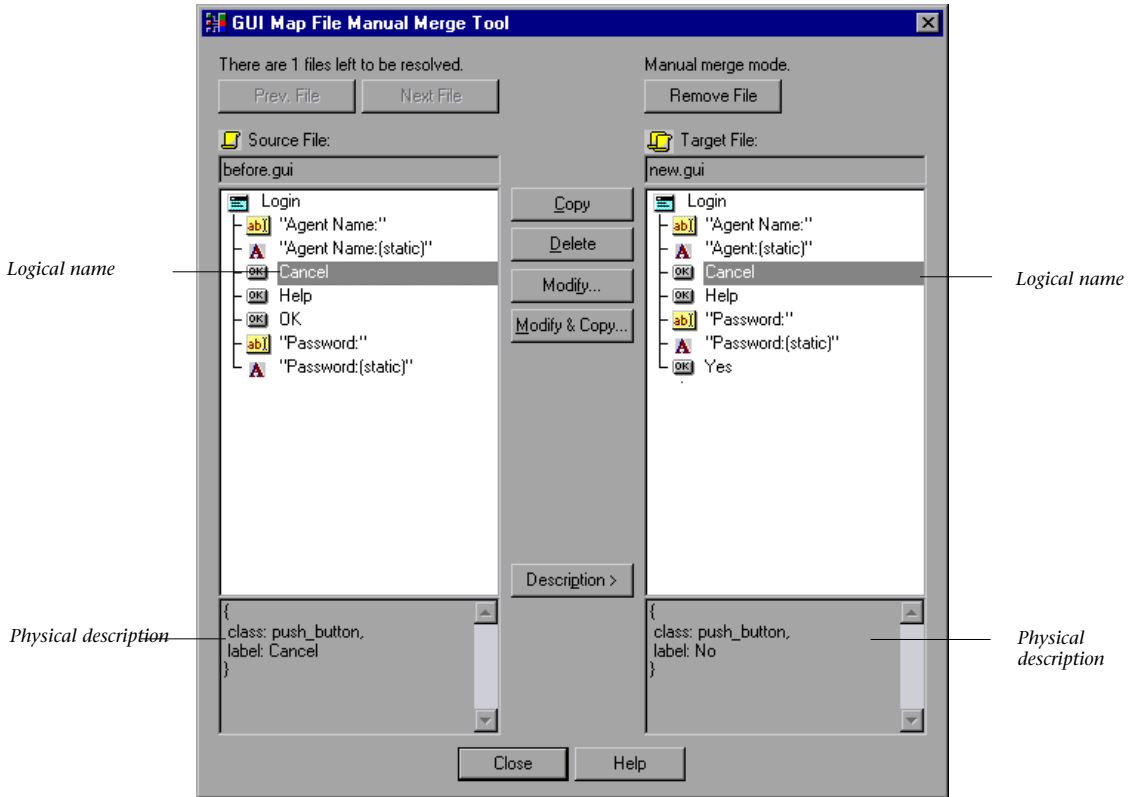 GUI Map File Manual Merge Tool
There are 1 files left to be resolved.
Manual merge mode.
Prev. File
Next File
Remove File
Source File:
Target File:
before.gui
new.gui
Login
"Agent Name:"
"Agent Name:(static)"
Cancel
Help
OK
"Password:"
"Password:(static)"
Copy
Delete
Modify...
Modify & Copy...
Description >
Login
"Agent Name:"
"Agent:(static)"
Cancel
Help
"Password:"
"Password:(static)"
Yes
Logical name
Logical name
{
class: push_button,
label: Cancel
}
{
class: push_button,
label: No
}
Physical description
Physical
description
Close
Help